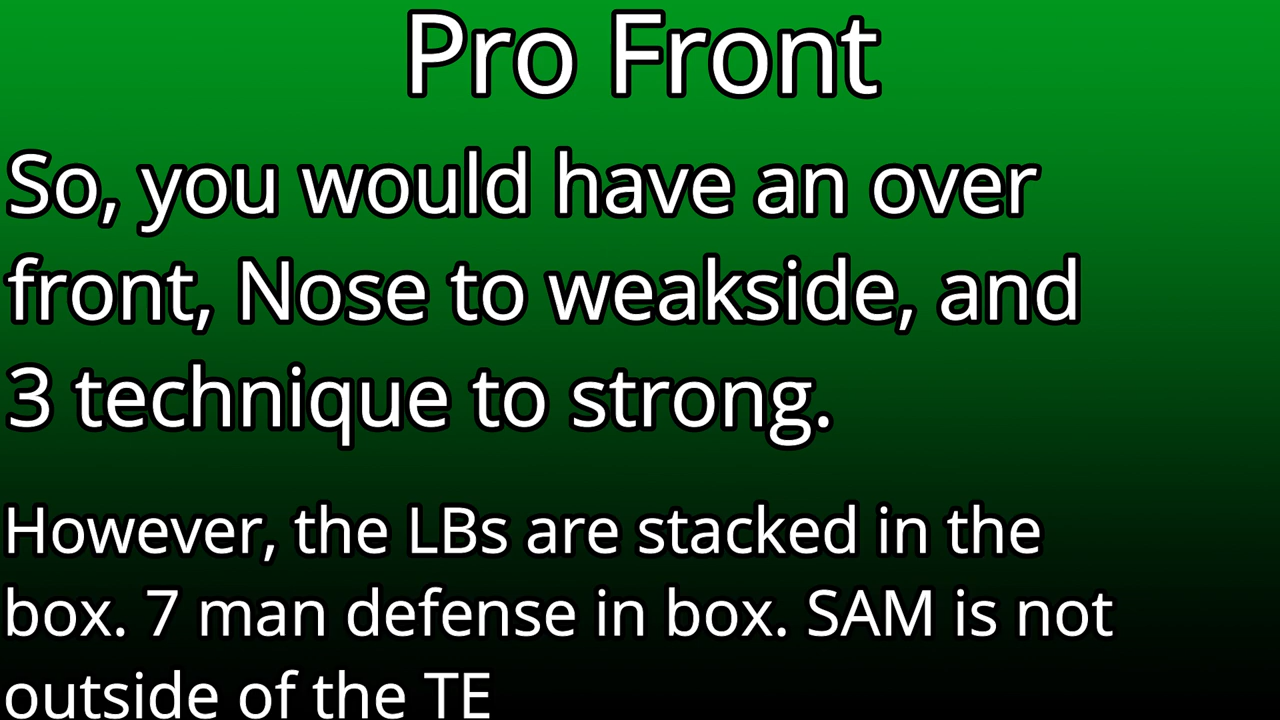 Pro Front
So, you would have an over
front, Nose to weakside, and
3 technique to strong.
However, the LBs are stacked in the
box. 7 man defense in box. SAM is not
outside of the TE